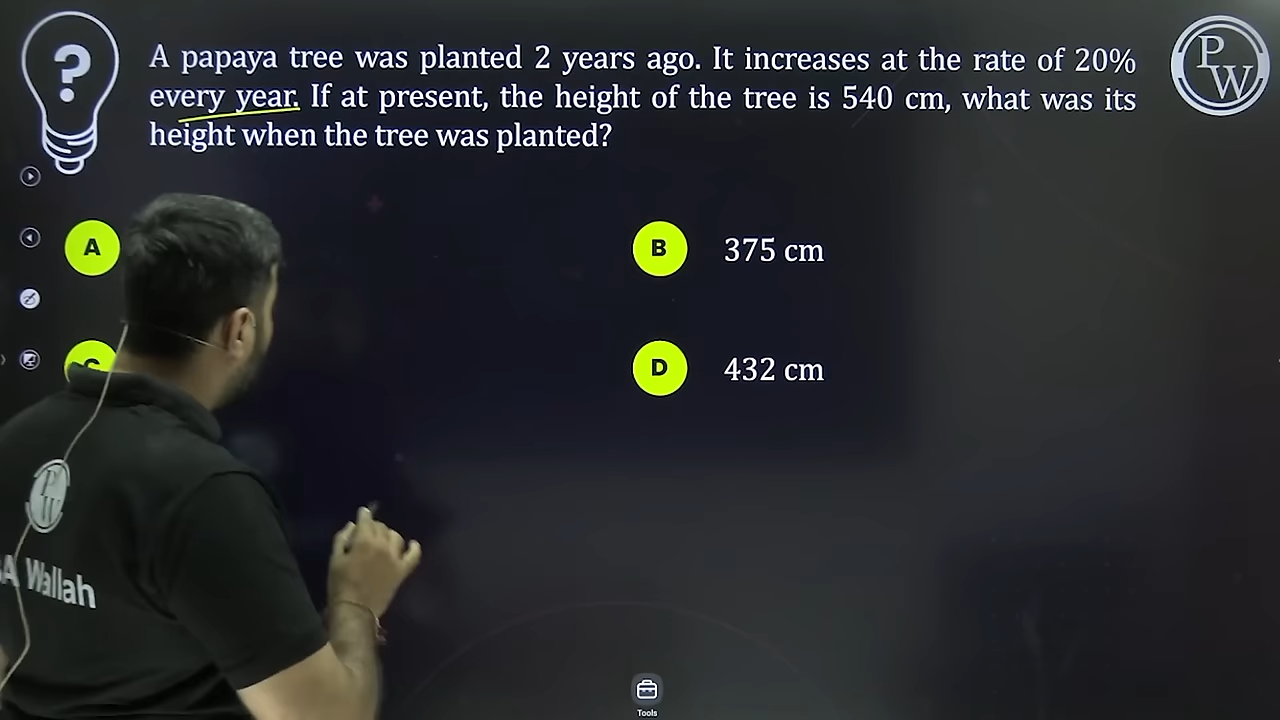 A papaya tree was planted 2 years ago. It increases at the rate of 20%
every year. If at present, the height of the tree is 540 cm, what was its
height when the tree was planted?
P
W
A
B 375 cm
C
D 432 cm
P
W
A Wallah
Tools